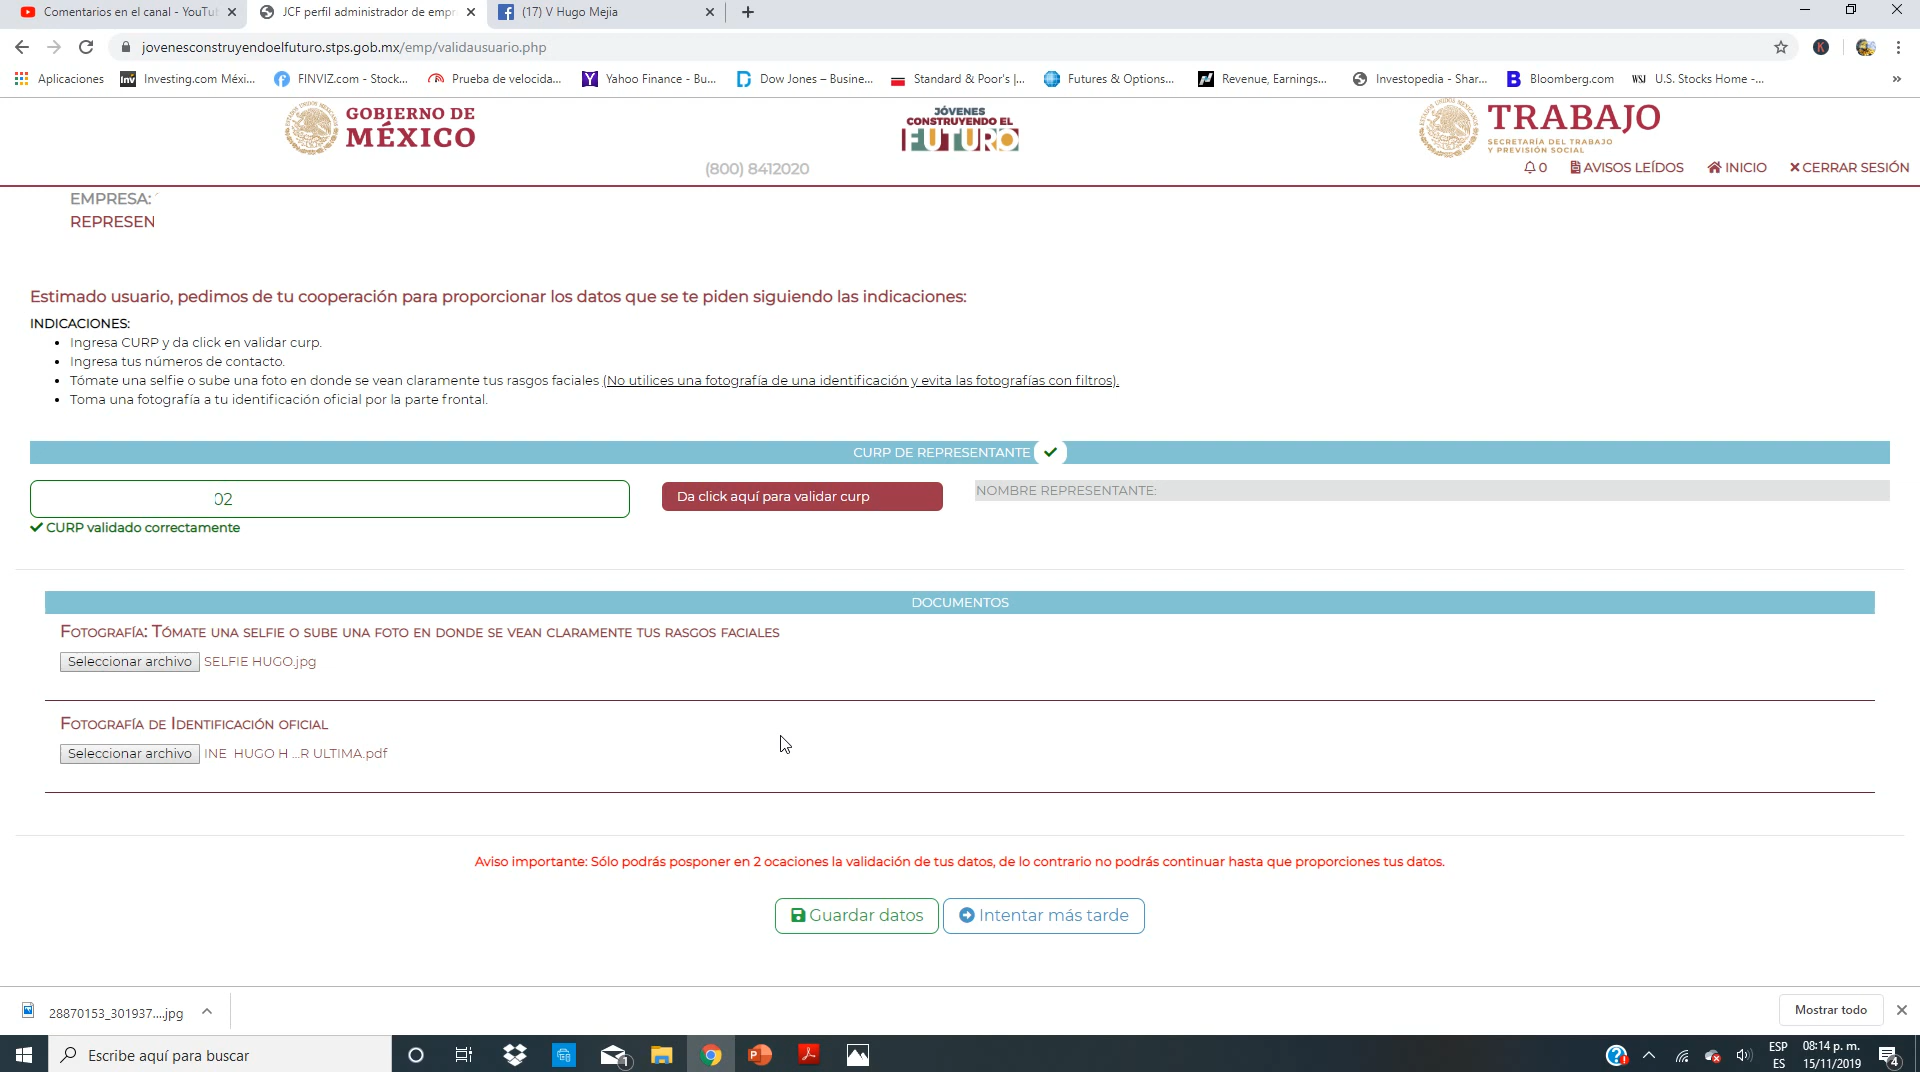 Comentarios en el canal - YouTu
JCF perfil administrador de empr
(17) V Hugo Mejia
jovenesconstruyendoelfuturo.stps.gob.mx/emp/validausuario.php
Aplicaciones
Investing.com Méxi...
FINVIZ.com - Stock...
Prueba de velocida...
Yahoo Finance - Bu...
Dow Jones – Busine...
Standard & Poor's |...
Futures & Options...
Revenue, Earnings...
Investopedia - Shar...
Bloomberg.com
WSJ U.S. Stocks Home -...
GOBIERNO DE
MÉXICO
JÓVENES
CONSTRUYENDO EL
FUTURO
TRABAJO
SECRETARÍA DEL TRABAJO
Y PREVISIÓN SOCIAL
(800) 8412020
0
AVISOS LEÍDOS
INICIO
CERRAR SESIÓN
EMPRESA:
REPRESEN
Estimado usuario, pedimos de tu cooperación para proporcionar los datos que se te piden siguiendo las indicaciones:
INDICACIONES:
• Ingresa CURP y da click en validar curp.
• Ingresa tus números de contacto.
• Tómate una selfie o sube una foto en donde se vean claramente tus rasgos faciales (No utilices una fotografía de una identificación y evita las fotografías con filtros).
• Toma una fotografía a tu identificación oficial por la parte frontal.
CURP DE REPRESENTANTE
02
Da click aquí para validar curp
NOMBRE REPRESENTANTE:
CURP validado correctamente
DOCUMENTOS
Fotografía: Tómate una selfie o sube una foto en donde se vean claramente tus rasgos faciales
Seleccionar archivo SELFIE HUGO.jpg
Fotografía de Identificación oficial
Seleccionar archivo INE HUGO H ...R ULTIMA.pdf
Aviso importante: Sólo podrás posponer en 2 ocaciones la validación de tus datos, de lo contrario no podrás continuar hasta que proporciones tus datos.
Guardar datos
Intentar más tarde
28870153_301937....jpg
Mostrar todo
Escribe aquí para buscar
1
ESP
ES
08:14 p. m.
15/11/2019
4